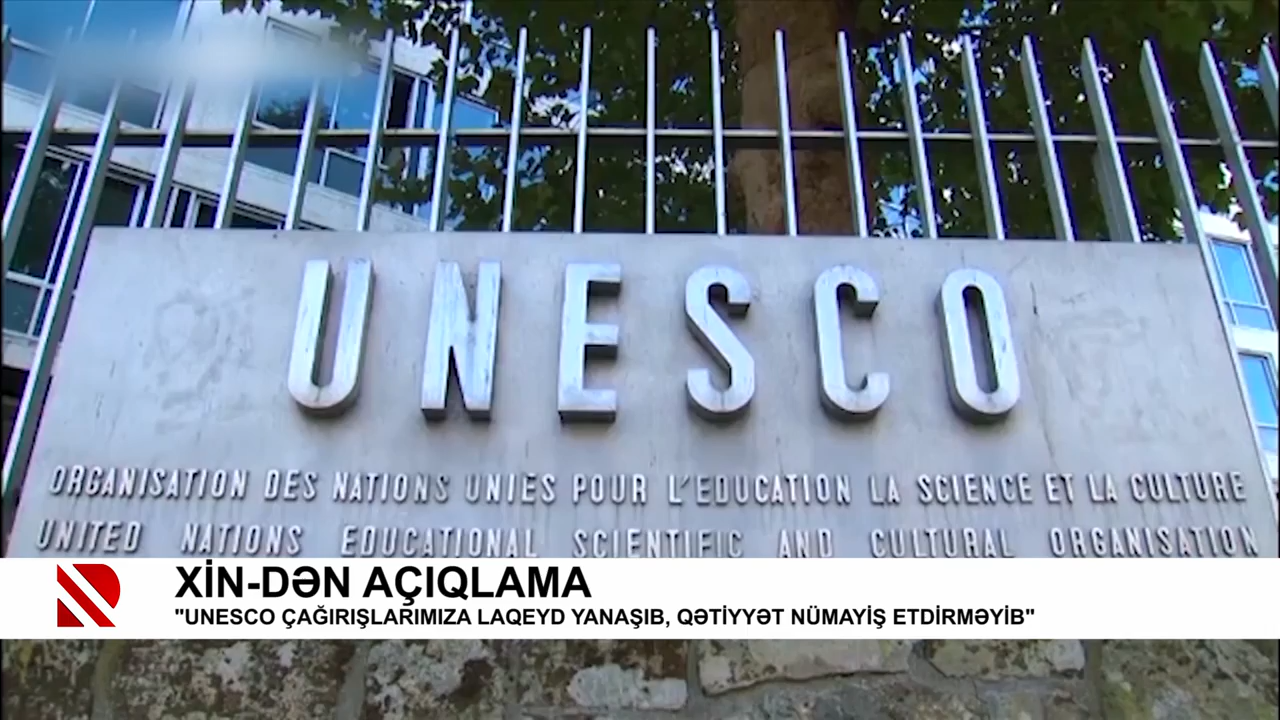 UNESCO
ORGANISATION DES NATIONS UNIES POUR L'EDUCATION LA SCIENCE ET LA CULTURE
UNITED NATIONS EDUCATIONAL SCIENTIFIC AND CULTURAL ORGANISATION
XİN-DƏN AÇIQLAMA
"UNESCO ÇAĞIRIŞLARIMIZA LAQEYD YANAŞIB, QƏTİYYƏT NÜMAYİŞ ETDİRMƏYİB"